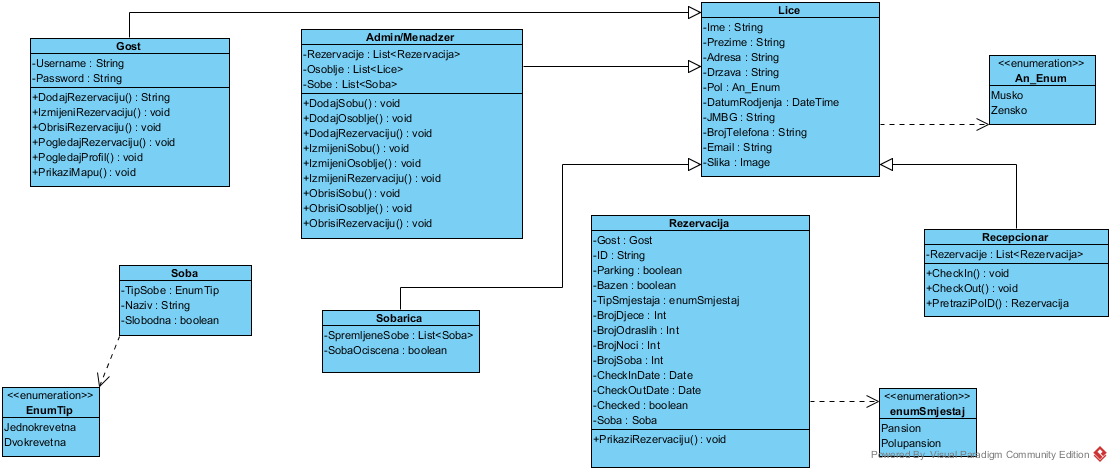 Gost
-Username : String
-Password : String
+DodajRezervaciju() : String
+IzmijeniRezervaciju() : void
+ObrisiRezervaciju() : void
+PogledajRezervaciju() : void
+PogledajProfil() : void
+PrikaziMapu() : void
Admin/Menadzer
-Rezervacije : List<Rezervacija>
-Osoblje : List<Lice>
-Sobe : List<Soba>
+DodajSobu() : void
+DodajOsoblje() : void
+DodajRezervaciju() : void
+IzmijeniSobu() : void
+IzmijeniOsoblje() : void
+IzmijeniRezervaciju() : void
+ObrisiSobu() : void
+ObrisiOsoblje() : void
+ObrisiRezervaciju() : void
Lice
-Ime : String
-Prezime : String
-Adresa : String
-Drzava : String
-Pol : An_Enum
-DatumRodjenja : DateTime
-JMBG : String
-BrojTelefona : String
-Email : String
-Slika : Image
<<enumeration>>
An_Enum
Musko
Zensko
Soba
-TipSobe : EnumTip
-Naziv : String
-Slobodna : boolean
<<enumeration>>
EnumTip
Jednokrevetna
Dvokrevetna
Sobarica
-SpremljeneSobe : List<Soba>
-SobaOciscena : boolean
Rezervacija
-Gost : Gost
-ID : String
-Parking : boolean
-Bazen : boolean
-TipSmjestaja : enumSmjestaj
-BrojDjece : Int
-BrojOdraslih : Int
-BrojNoci : Int
-BrojSoba : Int
-CheckInDate : Date
-CheckOutDate : Date
-Checked : boolean
-Soba : Soba
+PrikaziRezervaciju() : void
Recepcionar
-Rezervacije : List<Rezervacija>
+CheckIn() : void
+CheckOut() : void
+PretraziPoID() : Rezervacija
<<enumeration>>
enumSmjestaj
Pansion
Polupansion
Powered By Visual Paradigm Community Edition